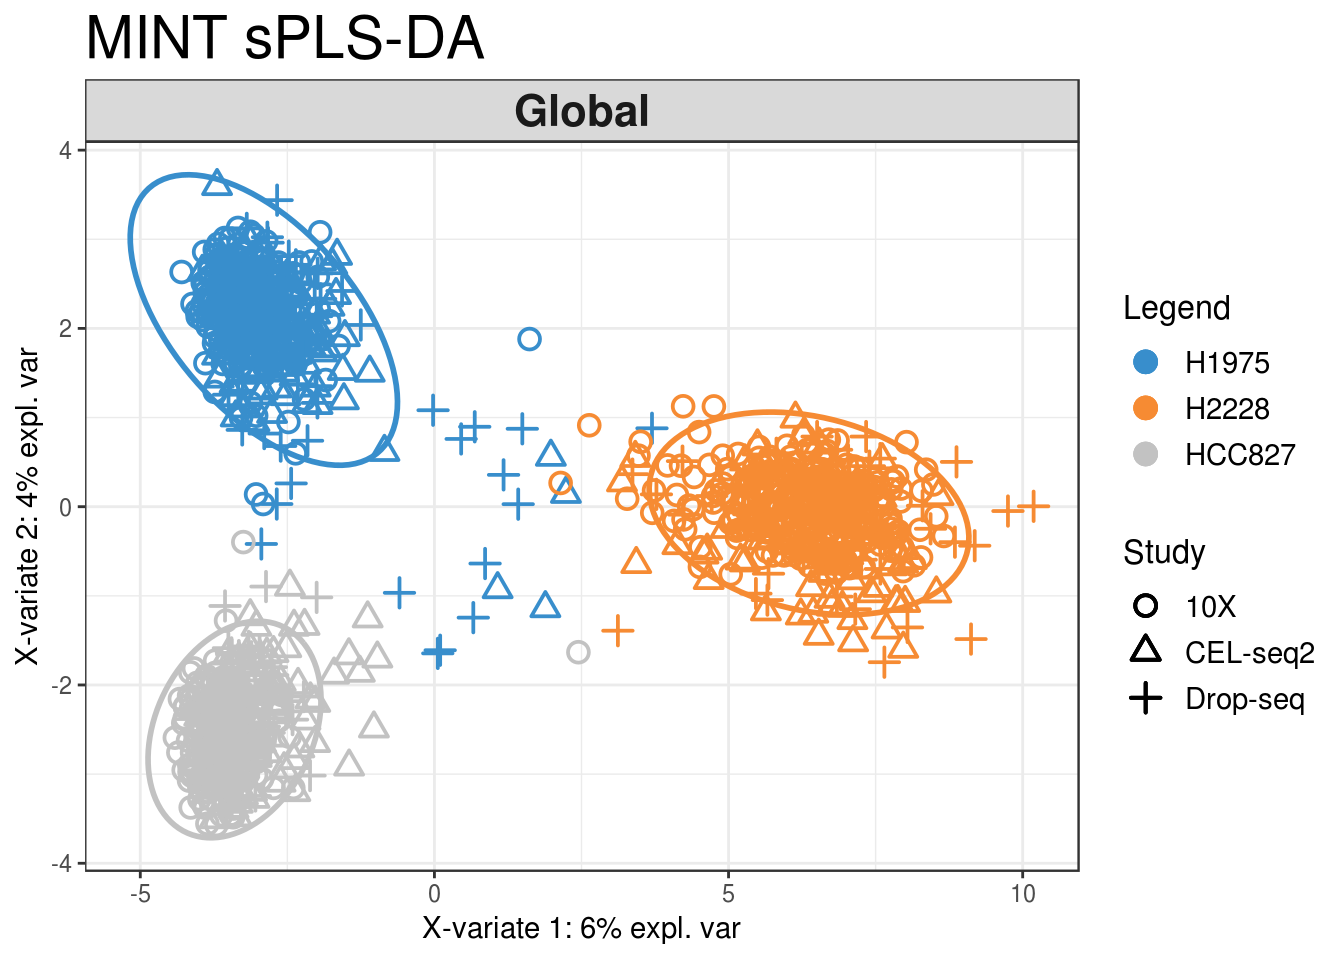 MINT sPLS-DA
Global
4
2
0
-2
-4
-5
0
5
10
X-variate 1: 6% expl. var
X-variate 2: 4% expl. var
Legend
H1975
H2228
HCC827
Study
10X
CEL-seq2
Drop-seq